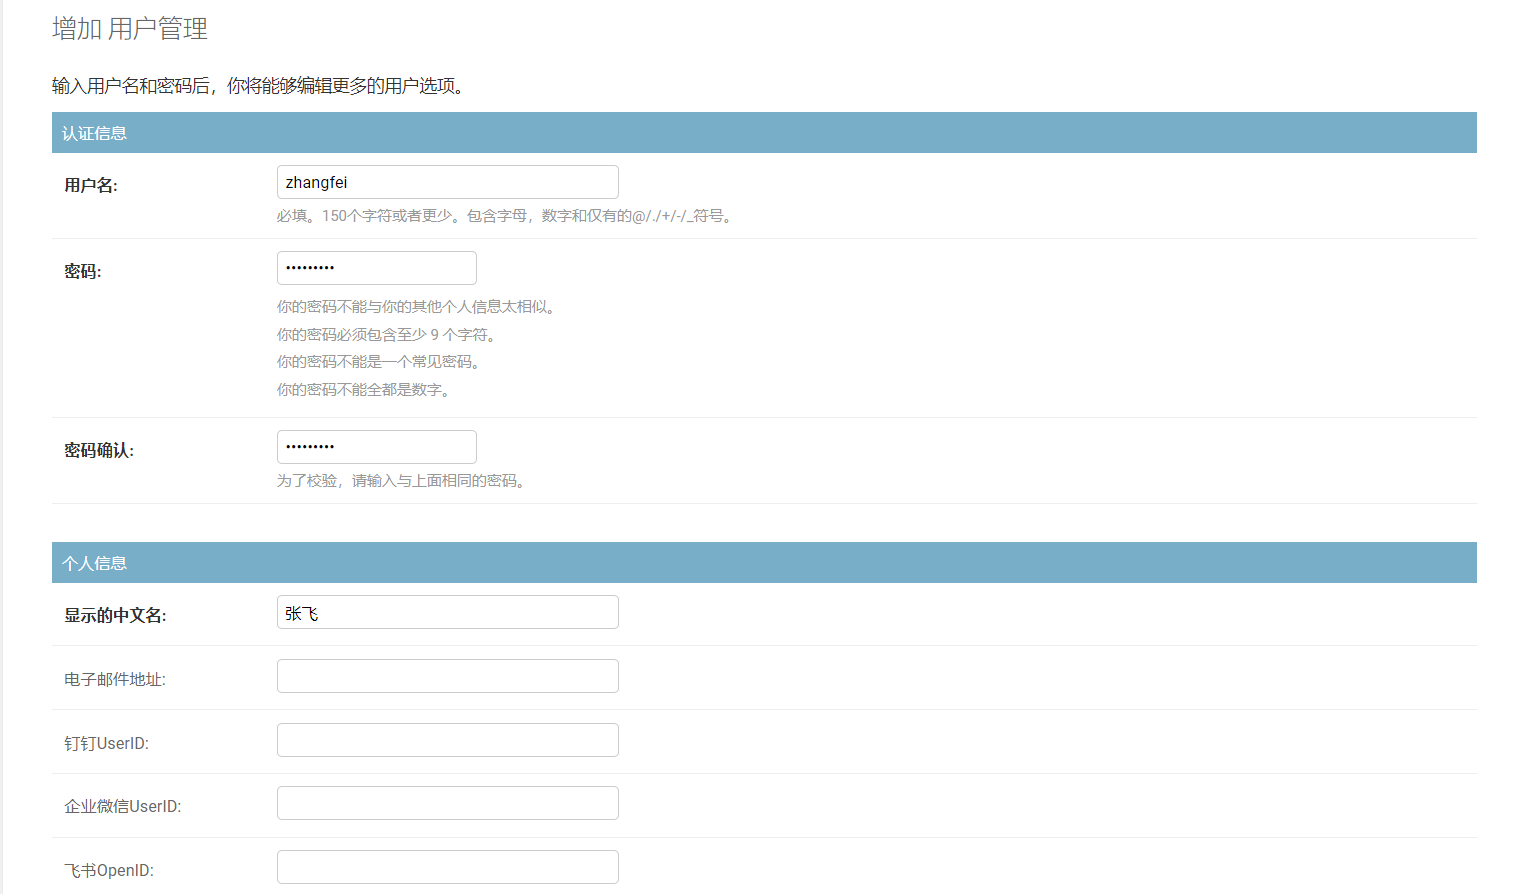 增加 用户管理
输入用户名和密码后，你将能够编辑更多的用户选项。
认证信息
用户名:
zhangfei
必填。150个字符或者更少。包含字母，数字和仅有的@/./+/-/_符号。
密码:
•••••••••
你的密码不能与你的其他个人信息太相似。
你的密码必须包含至少 9 个字符。
你的密码不能是一个常见密码。
你的密码不能全都是数字。
密码确认:
•••••••••
为了校验，请输入与上面相同的密码。
个人信息
显示的中文名:
张飞
电子邮件地址:
钉钉UserID:
企业微信UserID:
飞书OpenID: